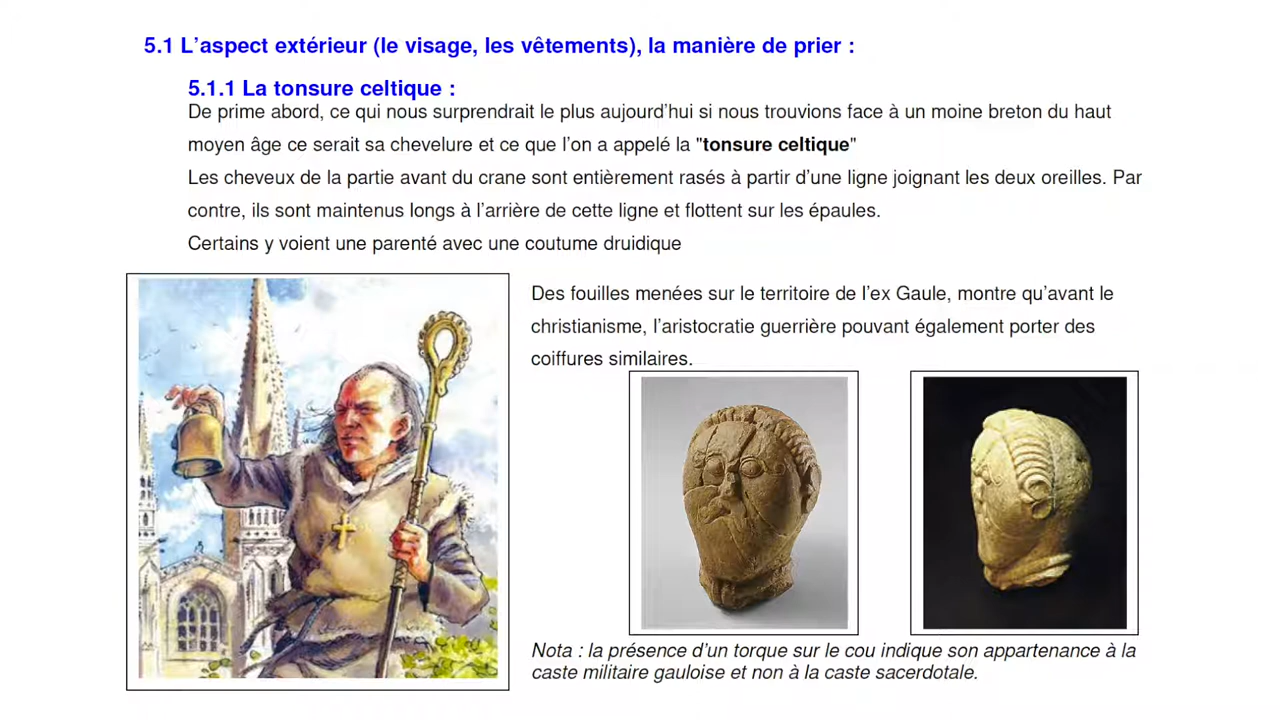 5.1 L'aspect extérieur (le visage, les vêtements), la manière de prier :
5.1.1 La tonsure celtique :
De prime abord, ce qui nous surprendrait le plus aujourd'hui si nous trouvions face à un moine breton du haut
moyen âge ce serait sa chevelure et ce que l'on a appelé la "tonsure celtique"
Les cheveux de la partie avant du crane sont entièrement rasés à partir d'une ligne joignant les deux oreilles. Par
contre, ils sont maintenus longs à l'arrière de cette ligne et flottent sur les épaules.
Certains y voient une parenté avec une coutume druidique
Des fouilles menées sur le territoire de l'ex Gaule, montre qu'avant le
christianisme, l'aristocratie guerrière pouvant également porter des
coiffures similaires.
Nota : la présence d'un torque sur le cou indique son appartenance à la
caste militaire gauloise et non à la caste sacerdotale.